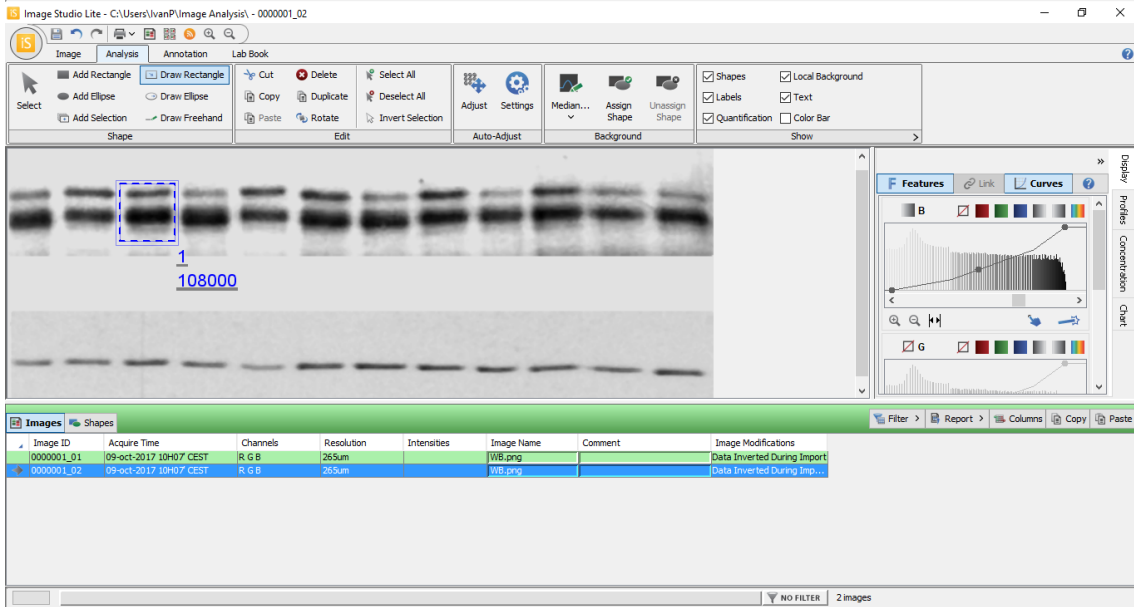 iS Image Studio Lite - C:\Users\IvanP\Image Analysis\ - 0000001_02
iS
Image Analysis Annotation Lab Book
Select
Add Rectangle Draw Rectangle
Add Ellipse Draw Ellipse
Add Selection Draw Freehand
Shape
Cut Delete Select All
Copy Duplicate Deselect All
Paste Rotate Invert Selection
Edit
Adjust Settings
Auto-Adjust
Median... Assign Shape Unassign Shape
Background
Shapes Local Background
Labels Text
Quantification Color Bar
Show
1
108000
F Features Link Curves
B
G
Display
Profiles
Concentration
Chart
Images Shapes
Filter > Report > Columns Copy Paste
Image ID Acquire Time Channels Resolution Intensities Image Name Comment Image Modifications
0000001_01 09-oct-2017 10H07' CEST R G B 265um WB.png Data Inverted During Import
0000001_02 09-oct-2017 10H07' CEST R G B 265um WB.png Data Inverted During Imp...
NO FILTER 2 images